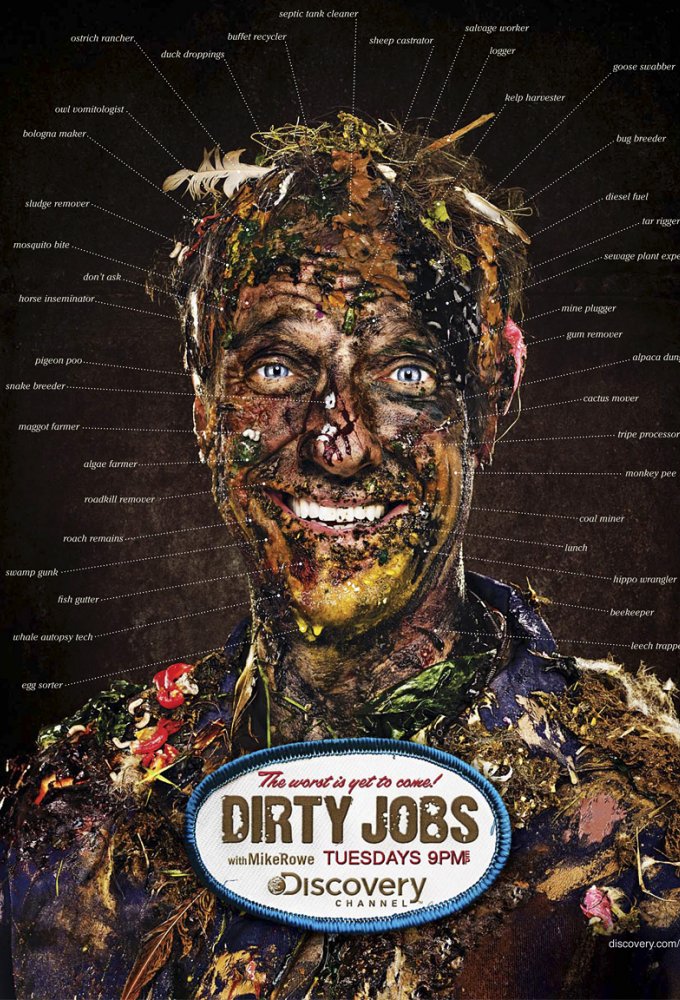 septic tank cleaner
salvage worker
buffet recycler
ostrich rancher
sheep castrator
logger
duck droppings
goose swabber
kelp harvester
owl vomitologist
bologna maker
bug breeder
diesel fuel
sludge remover
tar rigger
mosquito bite
sewage plant expe
don't ask
horse inseminator
mine plugger
gum remover
pigeon poo
alpaca dung
snake breeder
cactus mover
maggot farmer
tripe processor
algae farmer
monkey pee
roadkill remover
coal miner
roach remains
lunch
swamp gunk
hippo wrangler
fish gutter
beekeeper
whale autopsy tech
leech trappe
egg sorter
The worst is yet to come!
DIRTY JOBS
with MikeRowe TUESDAYS 9PM
Discovery
CHANNEL
discovery.com/